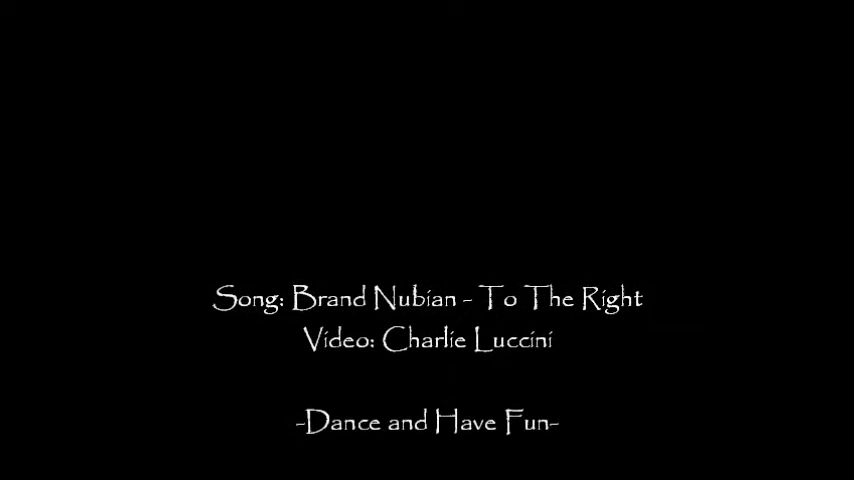 Song: Brand Nubian - To The Right
Video: Charlie Luccini
-Dance and Have Fun-